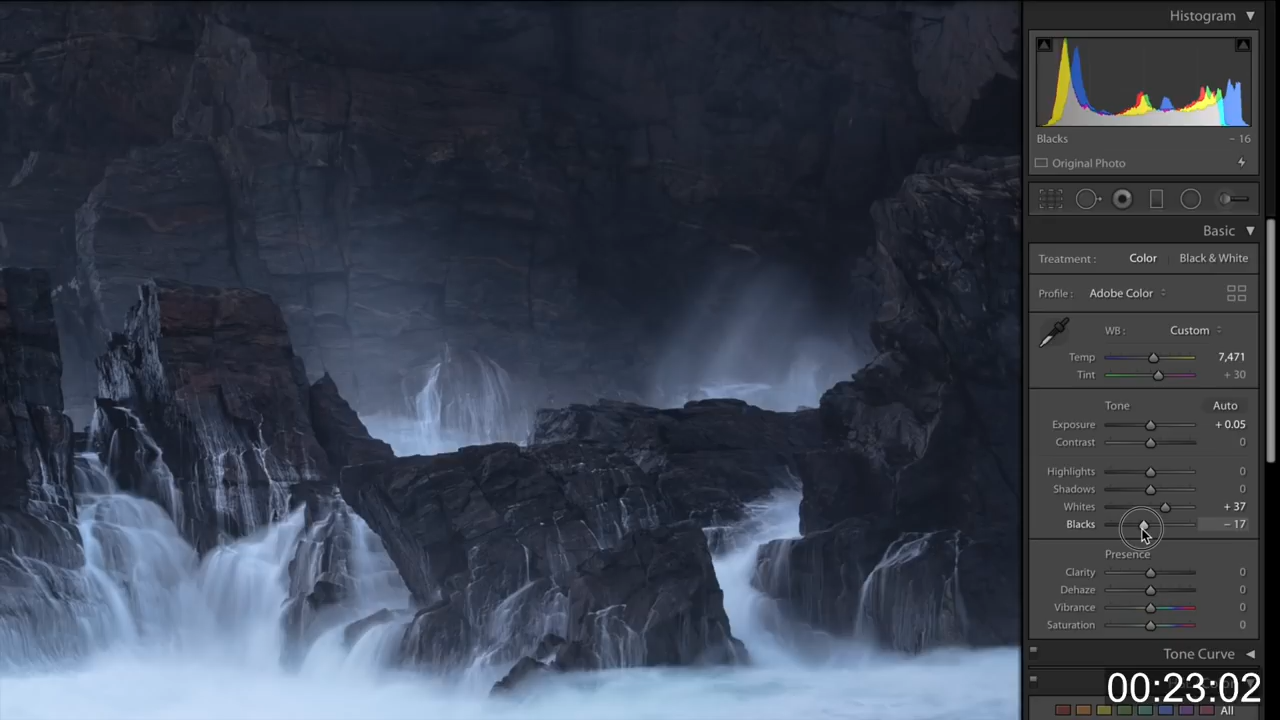 Histogram
Blacks – 16
Original Photo
Basic
Treatment : Color Black & White
Profile : Adobe Color
WB : Custom
Temp 7,471
Tint + 30
Tone Auto
Exposure + 0.05
Contrast 0
Highlights 0
Shadows 0
Whites + 37
Blacks – 17
Presence
Clarity 0
Dehaze 0
Vibrance 0
Saturation 0
Tone Curve
00:23:02
All